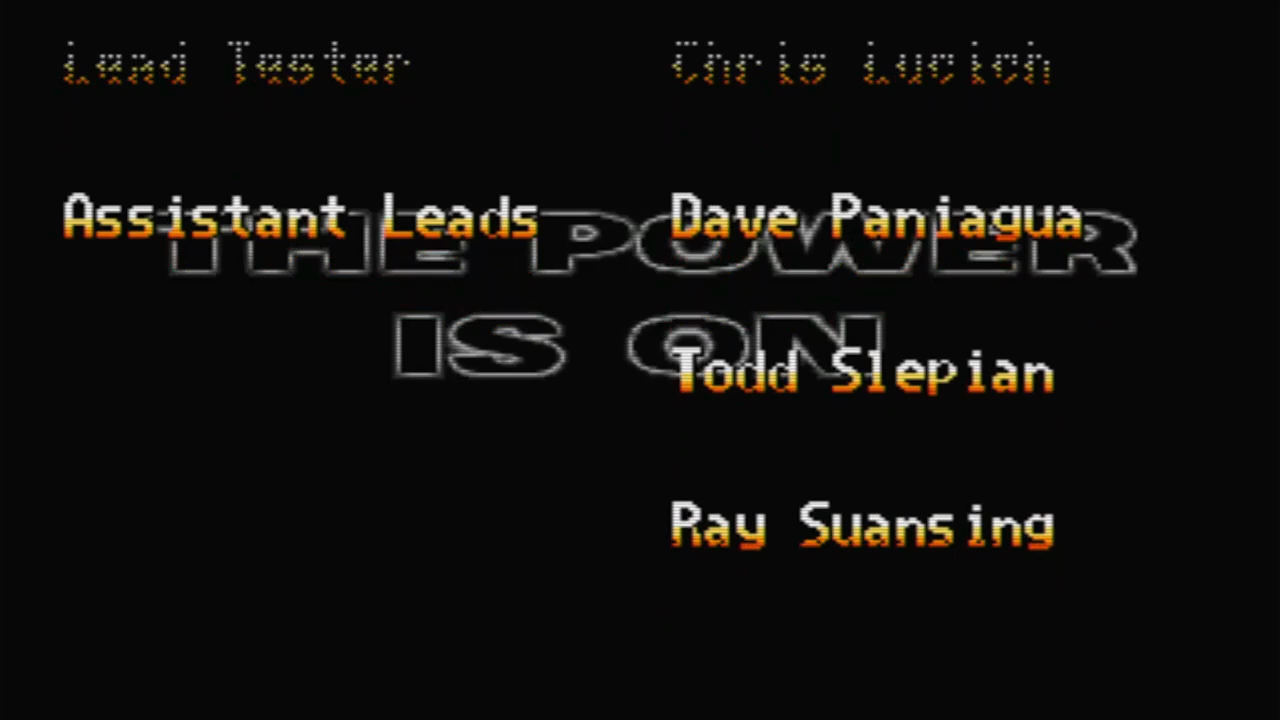 Lead Tester Chris Lucich
Assistant Leads Dave Paniagua
THE POWER
IS ON
Todd Slepian
Ray Suansing